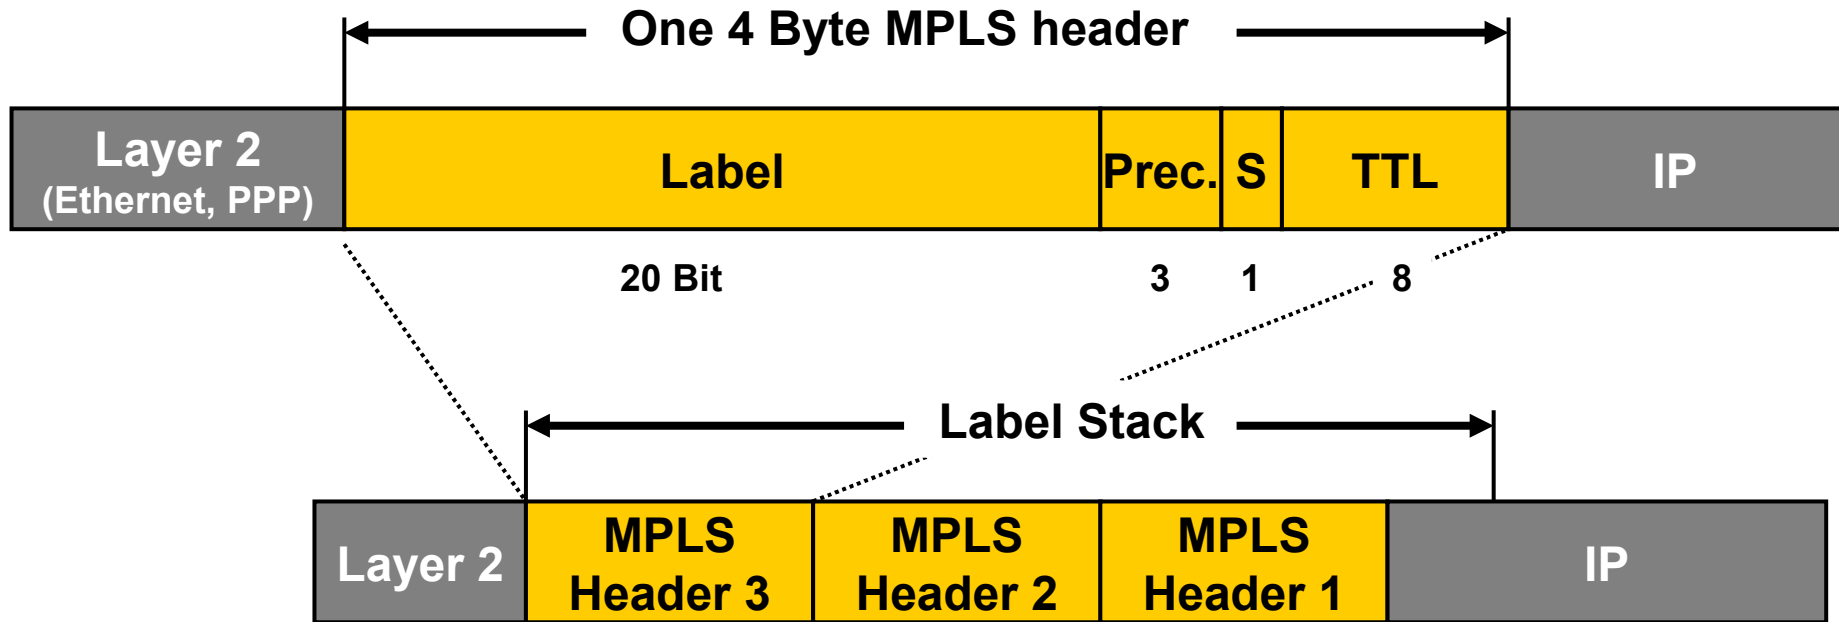 One 4 Byte MPLS header
Layer 2
(Ethernet, PPP)
Label
Prec.
S
TTL
IP
20 Bit
3
1
8
Label Stack
Layer 2
MPLS
Header 3
MPLS
Header 2
MPLS
Header 1
IP